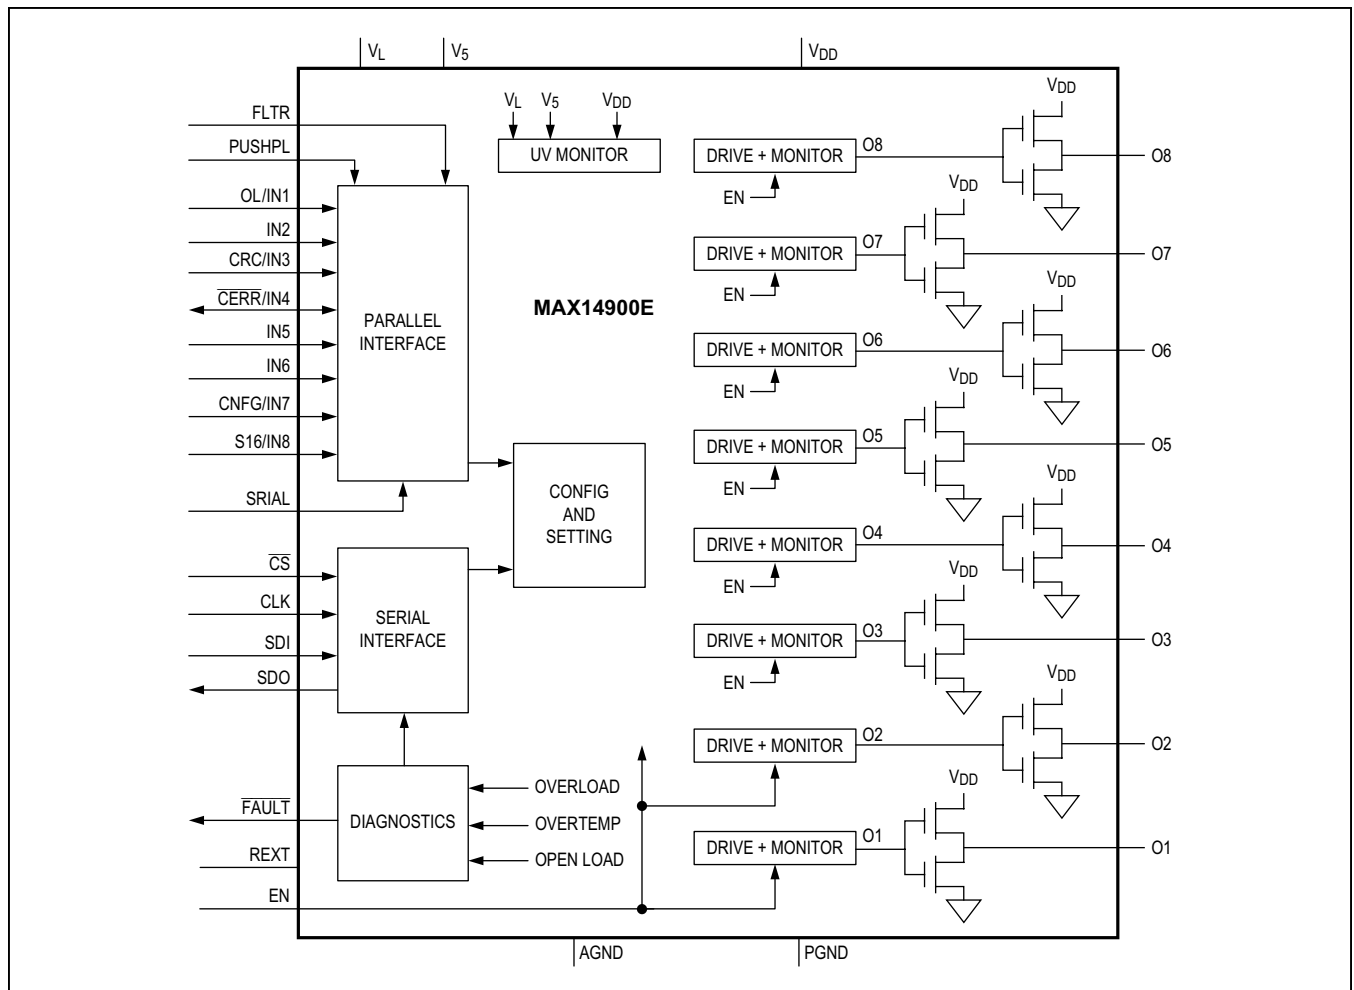 VL
V5
VDD
FLTR
PUSHPL
OL/IN1
IN2
CRC/IN3
CERR/IN4
IN5
IN6
CNFG/IN7
S16/IN8
SRIAL
CS
CLK
SDI
SDO
FAULT
REXT
EN
PARALLEL
INTERFACE
SERIAL
INTERFACE
DIAGNOSTICS
VL
V5
VDD
UV MONITOR
MAX14900E
CONFIG
AND
SETTING
OVERLOAD
OVERTEMP
OPEN LOAD
DRIVE + MONITOR
O8
EN
VDD
O8
DRIVE + MONITOR
O7
EN
VDD
O7
DRIVE + MONITOR
O6
EN
VDD
O6
DRIVE + MONITOR
O5
EN
VDD
O5
DRIVE + MONITOR
O4
EN
VDD
O4
DRIVE + MONITOR
O3
EN
VDD
O3
DRIVE + MONITOR
O2
VDD
O2
DRIVE + MONITOR
O1
VDD
O1
AGND
PGND